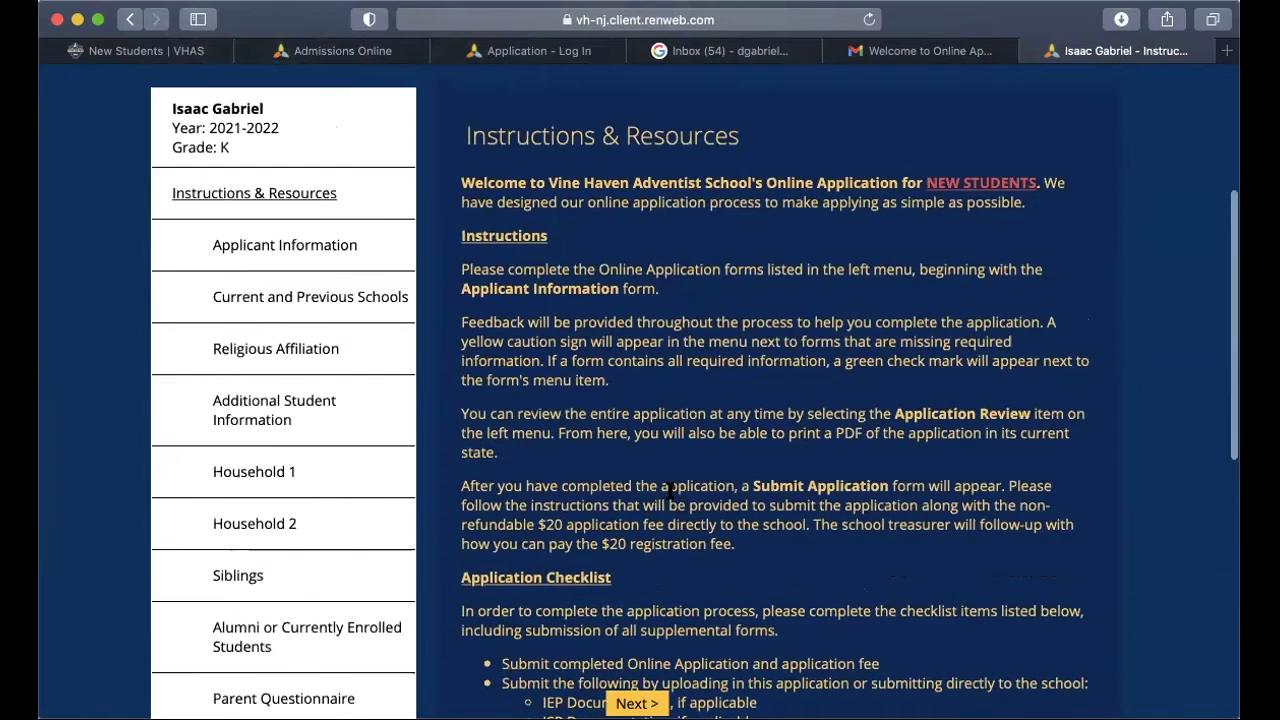 vh-nj.client.renweb.com
New Students | VHAS
Admissions Online
Application - Log In
Inbox (54) - dgabriel...
Welcome to Online Ap...
Isaac Gabriel - Instruc...
Isaac Gabriel
Year: 2021-2022
Grade: K
Instructions & Resources
Applicant Information
Current and Previous Schools
Religious Affiliation
Additional Student
Information
Household 1
Household 2
Siblings
Alumni or Currently Enrolled
Students
Parent Questionnaire
Instructions & Resources
Welcome to Vine Haven Adventist School's Online Application for NEW STUDENTS. We
have designed our online application process to make applying as simple as possible.
Instructions
Please complete the Online Application forms listed in the left menu, beginning with the
Applicant Information form.
Feedback will be provided throughout the process to help you complete the application. A
yellow caution sign will appear in the menu next to forms that are missing required
information. If a form contains all required information, a green check mark will appear next to
the form's menu item.
You can review the entire application at any time by selecting the Application Review item on
the left menu. From here, you will also be able to print a PDF of the application in its current
state.
After you have completed the application, a Submit Application form will appear. Please
follow the instructions that will be provided to submit the application along with the non-
refundable $20 application fee directly to the school. The school treasurer will follow-up with
how you can pay the $20 registration fee.
Application Checklist
In order to complete the application process, please complete the checklist items listed below,
including submission of all supplemental forms.
Submit completed Online Application and application fee
Submit the following by uploading in this application or submitting directly to the school:
IEP , if applicable
Next >